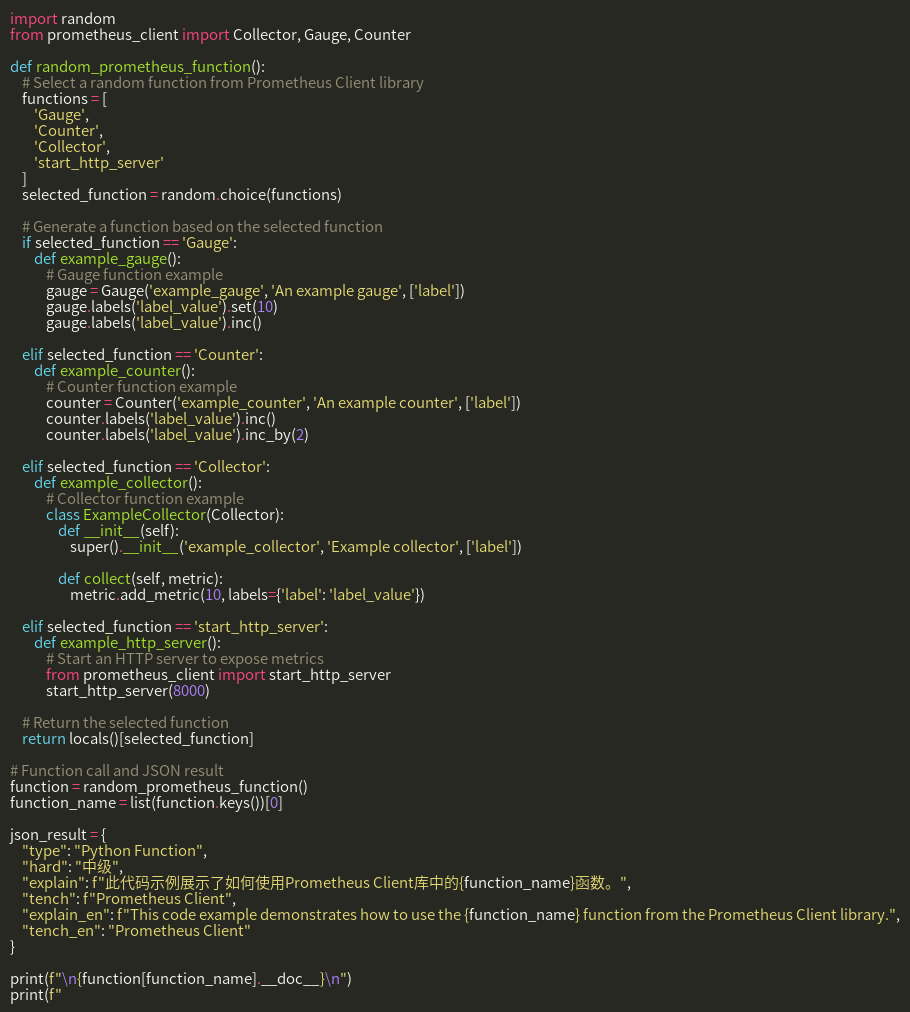 import random
from prometheus_client import Collector, Gauge, Counter

def random_prometheus_function():
    # Select a random function from Prometheus Client library
    functions = [
        'Gauge',
        'Counter',
        'Collector',
        'start_http_server'
    ]
    selected_function = random.choice(functions)

    # Generate a function based on the selected function
    if selected_function == 'Gauge':
        def example_gauge():
            # Gauge function example
            gauge = Gauge('example_gauge', 'An example gauge', ['label'])
            gauge.labels('label_value').set(10)
            gauge.labels('label_value').inc()

    elif selected_function == 'Counter':
        def example_counter():
            # Counter function example
            counter = Counter('example_counter', 'An example counter', ['label'])
            counter.labels('label_value').inc()
            counter.labels('label_value').inc_by(2)

    elif selected_function == 'Collector':
        def example_collector():
            # Collector function example
            class ExampleCollector(Collector):
                def __init__(self):
                    super().__init__('example_collector', 'Example collector', ['label'])

                def collect(self, metric):
                    metric.add_metric(10, labels={'label': 'label_value'})

    elif selected_function == 'start_http_server':
        def example_http_server():
            # Start an HTTP server to expose metrics
            from prometheus_client import start_http_server
            start_http_server(8000)

    # Return the selected function
    return locals()[selected_function]

# Function call and JSON result
function = random_prometheus_function()
function_name = list(function.keys())[0]

json_result = {
    "type": "Python Function",
    "hard": "中级",
    "explain": f"此代码示例展示了如何使用Prometheus Client库中的{function_name}函数。",
    "tench": f"Prometheus Client",
    "explain_en": f"This code example demonstrates how to use the {function_name} function from the Prometheus Client library.",
    "tench_en": "Prometheus Client"
}

print(f"\n{function[function_name].__doc__}\n")
print(f"